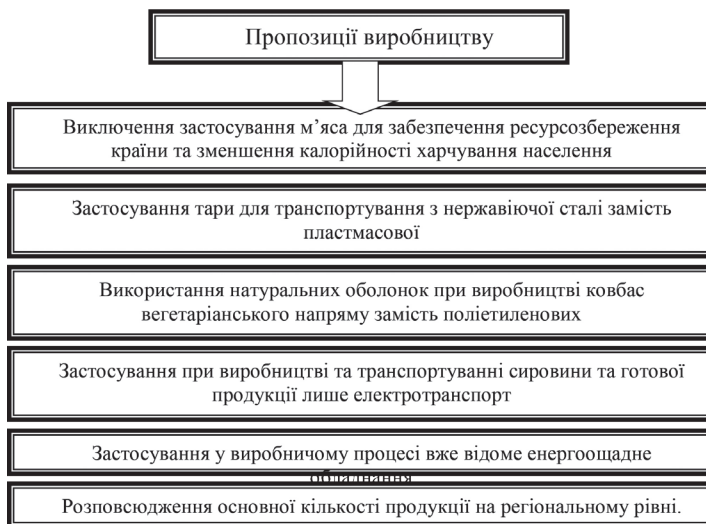 Пропозиції виробництву
Виключення застосування м’яса для забезпечення ресурсозбереження
країни та зменшення калорійності харчування населення
Застосування тари для транспортування з нержавіючої сталі замість
пластмасової
Використання натуральних оболонок при виробництві ковбас
вегетаріанського напряму замість поліетиленових
Застосування при виробництві та транспортуванні сировини та готової
продукції лише електротранспорт
Застосування у виробничому процесі вже відоме енергоощадне
обладнання
Розповсюдження основної кількості продукції на регіональному рівні.